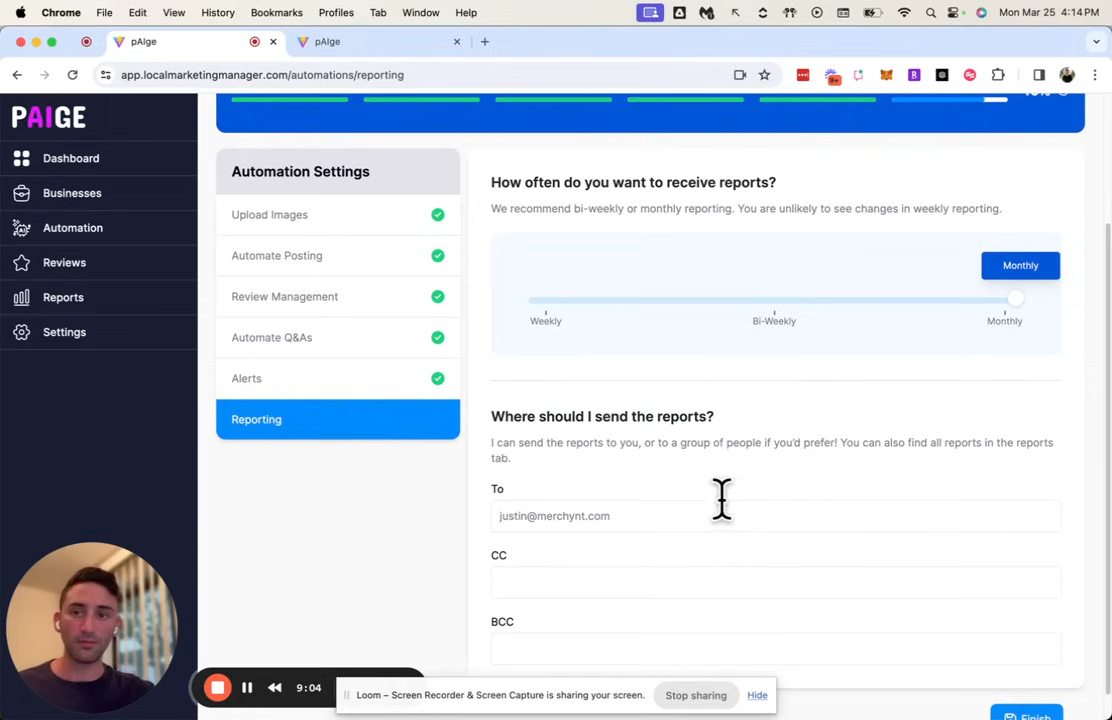 Chrome File Edit View History Bookmarks Profiles Tab Window Help Mon Mar 25 4:14 PM
pAIge pAIge
app.localmarketingmanager.com/automations/reporting
9+
PAIGE
Dashboard
Businesses
Automation
Reviews
Reports
Settings
Automation Settings
Upload Images
Automate Posting
Review Management
Automate Q&As
Alerts
Reporting
How often do you want to receive reports?
We recommend bi-weekly or monthly reporting. You are unlikely to see changes in weekly reporting.
Monthly
Weekly Bi-Weekly Monthly
Where should I send the reports?
I can send the reports to you, or to a group of people if you'd prefer! You can also find all reports in the reports
tab.
To
justin@merchynt.com
CC
BCC
Finish
9:04
Loom – Screen Recorder & Screen Capture is sharing your screen. Stop sharing Hide